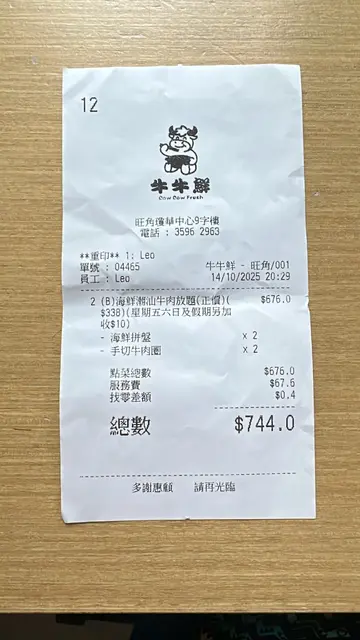 12
牛牛鮮
Cow Cow Fresh
旺角瓊華中心9字樓
電話 : 3596 2963
**重印** 1: Leo
單號 : 04465 牛牛鮮 - 旺角/001
員工 : Leo 14/10/2025 20:29
2 (B)海鮮潮汕牛肉放題(正價)( $676.0
$338)(星期五六日及假期另加
收$10)
- 海鮮拼盤 x 2
- 手切牛肉圈 x 2
點菜總數 $676.0
服務費 $67.6
找零差額 $0.4
總數 $744.0
多謝惠顧 請再光臨